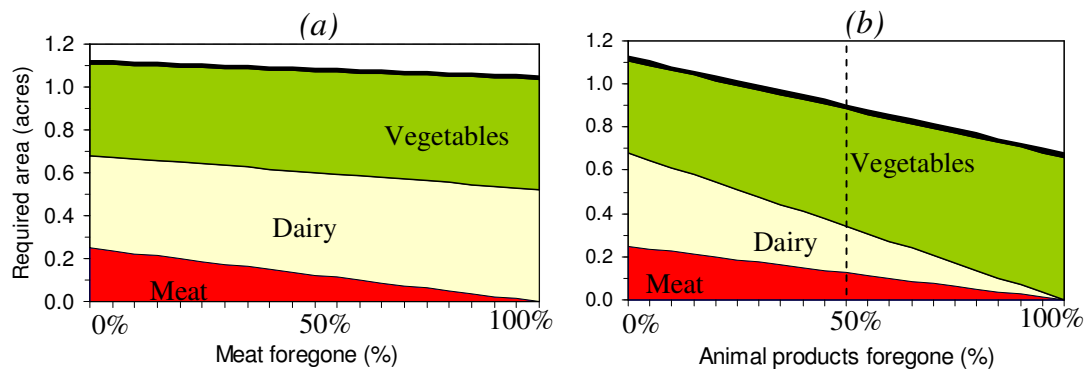 (a)
Required area (acres)
1.2
1.0
0.8
0.6
0.4
0.2
0.0
Vegetables
Dairy
Meat
0%
50%
100%
Meat foregone (%)
(b)
1.2
1.0
0.8
0.6
0.4
0.2
0.0
Vegetables
Dairy
Meat
0%
50%
100%
Animal products foregone (%)